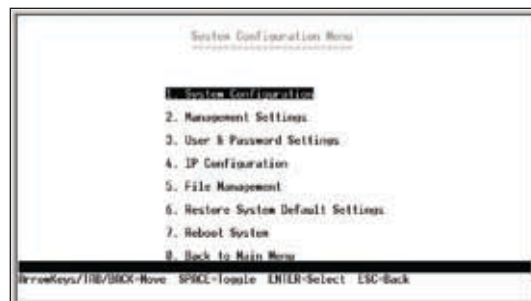 System Configuration Menu
1. System Configuration
2. Management Settings
3. User & Password Settings
4. IP Configuration
5. File Management
6. Restore System Default Settings
7. Reboot System
0. Back to Main Menu
ArrowKeys/TAB/BACK=Move SPACE=Toggle ENTER=Select ESC=Back